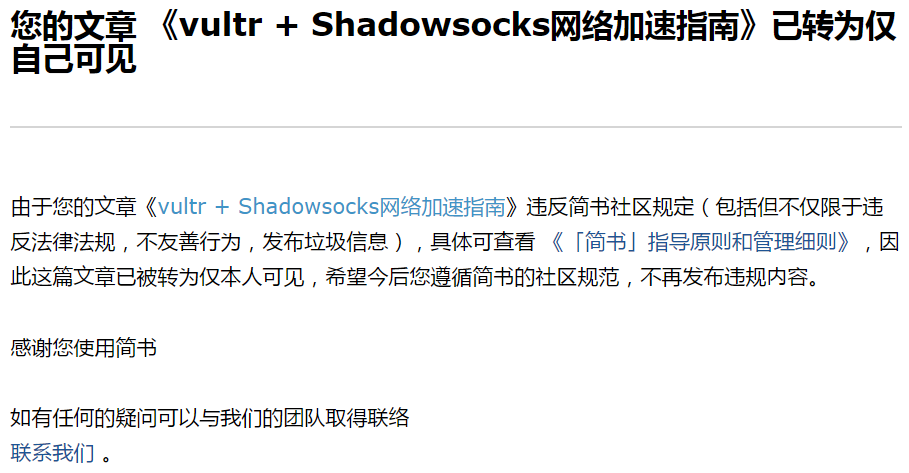 您的文章 《vultr + Shadowsocks网络加速指南》已转为仅
自己可见
由于您的文章《vultr + Shadowsocks网络加速指南》违反简书社区规定（包括但不仅限于违
反法律法规，不友善行为，发布垃圾信息），具体可查看 《「简书」指导原则和管理细则》，因
此这篇文章已被转为仅本人可见，希望今后您遵循简书的社区规范，不再发布违规内容。
感谢您使用简书
如有任何的疑问可以与我们的团队取得联络
联系我们 。